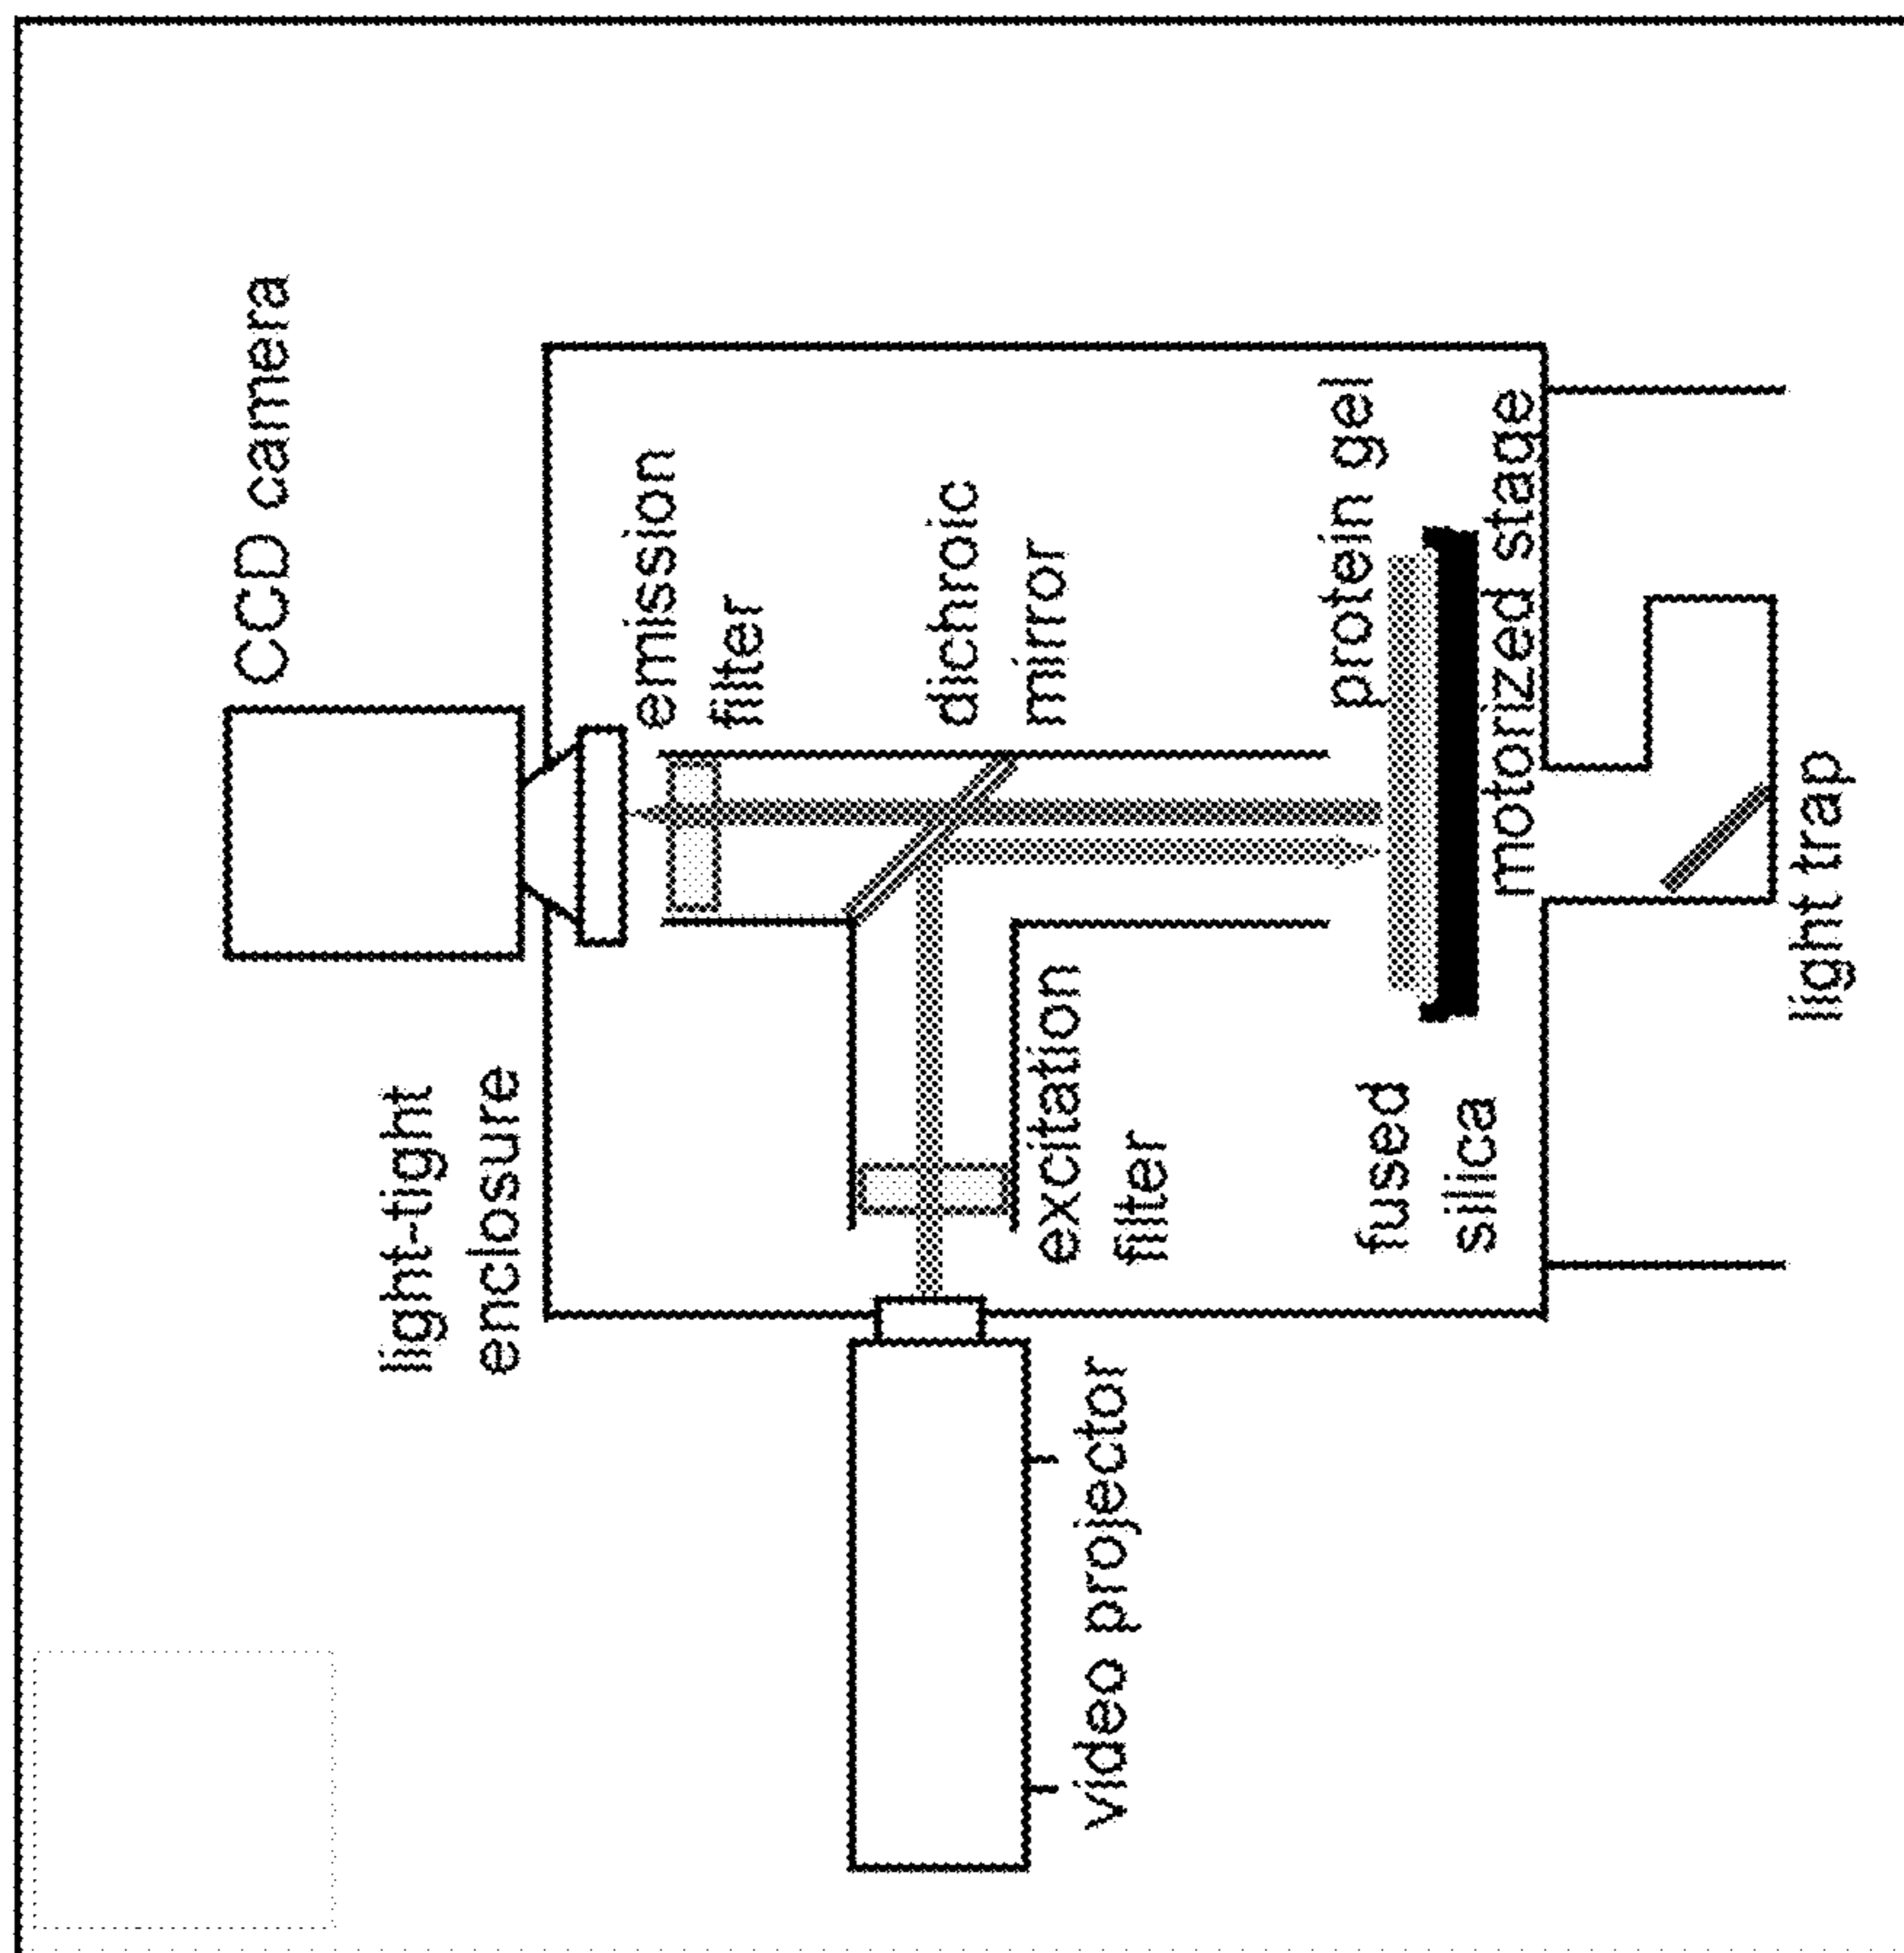 CCD camera
light-tight
enclosure
emission
filter
dichroic
mirror
excitation
filter
video projector
protein gel
fused
silica
motorized stage
light trap